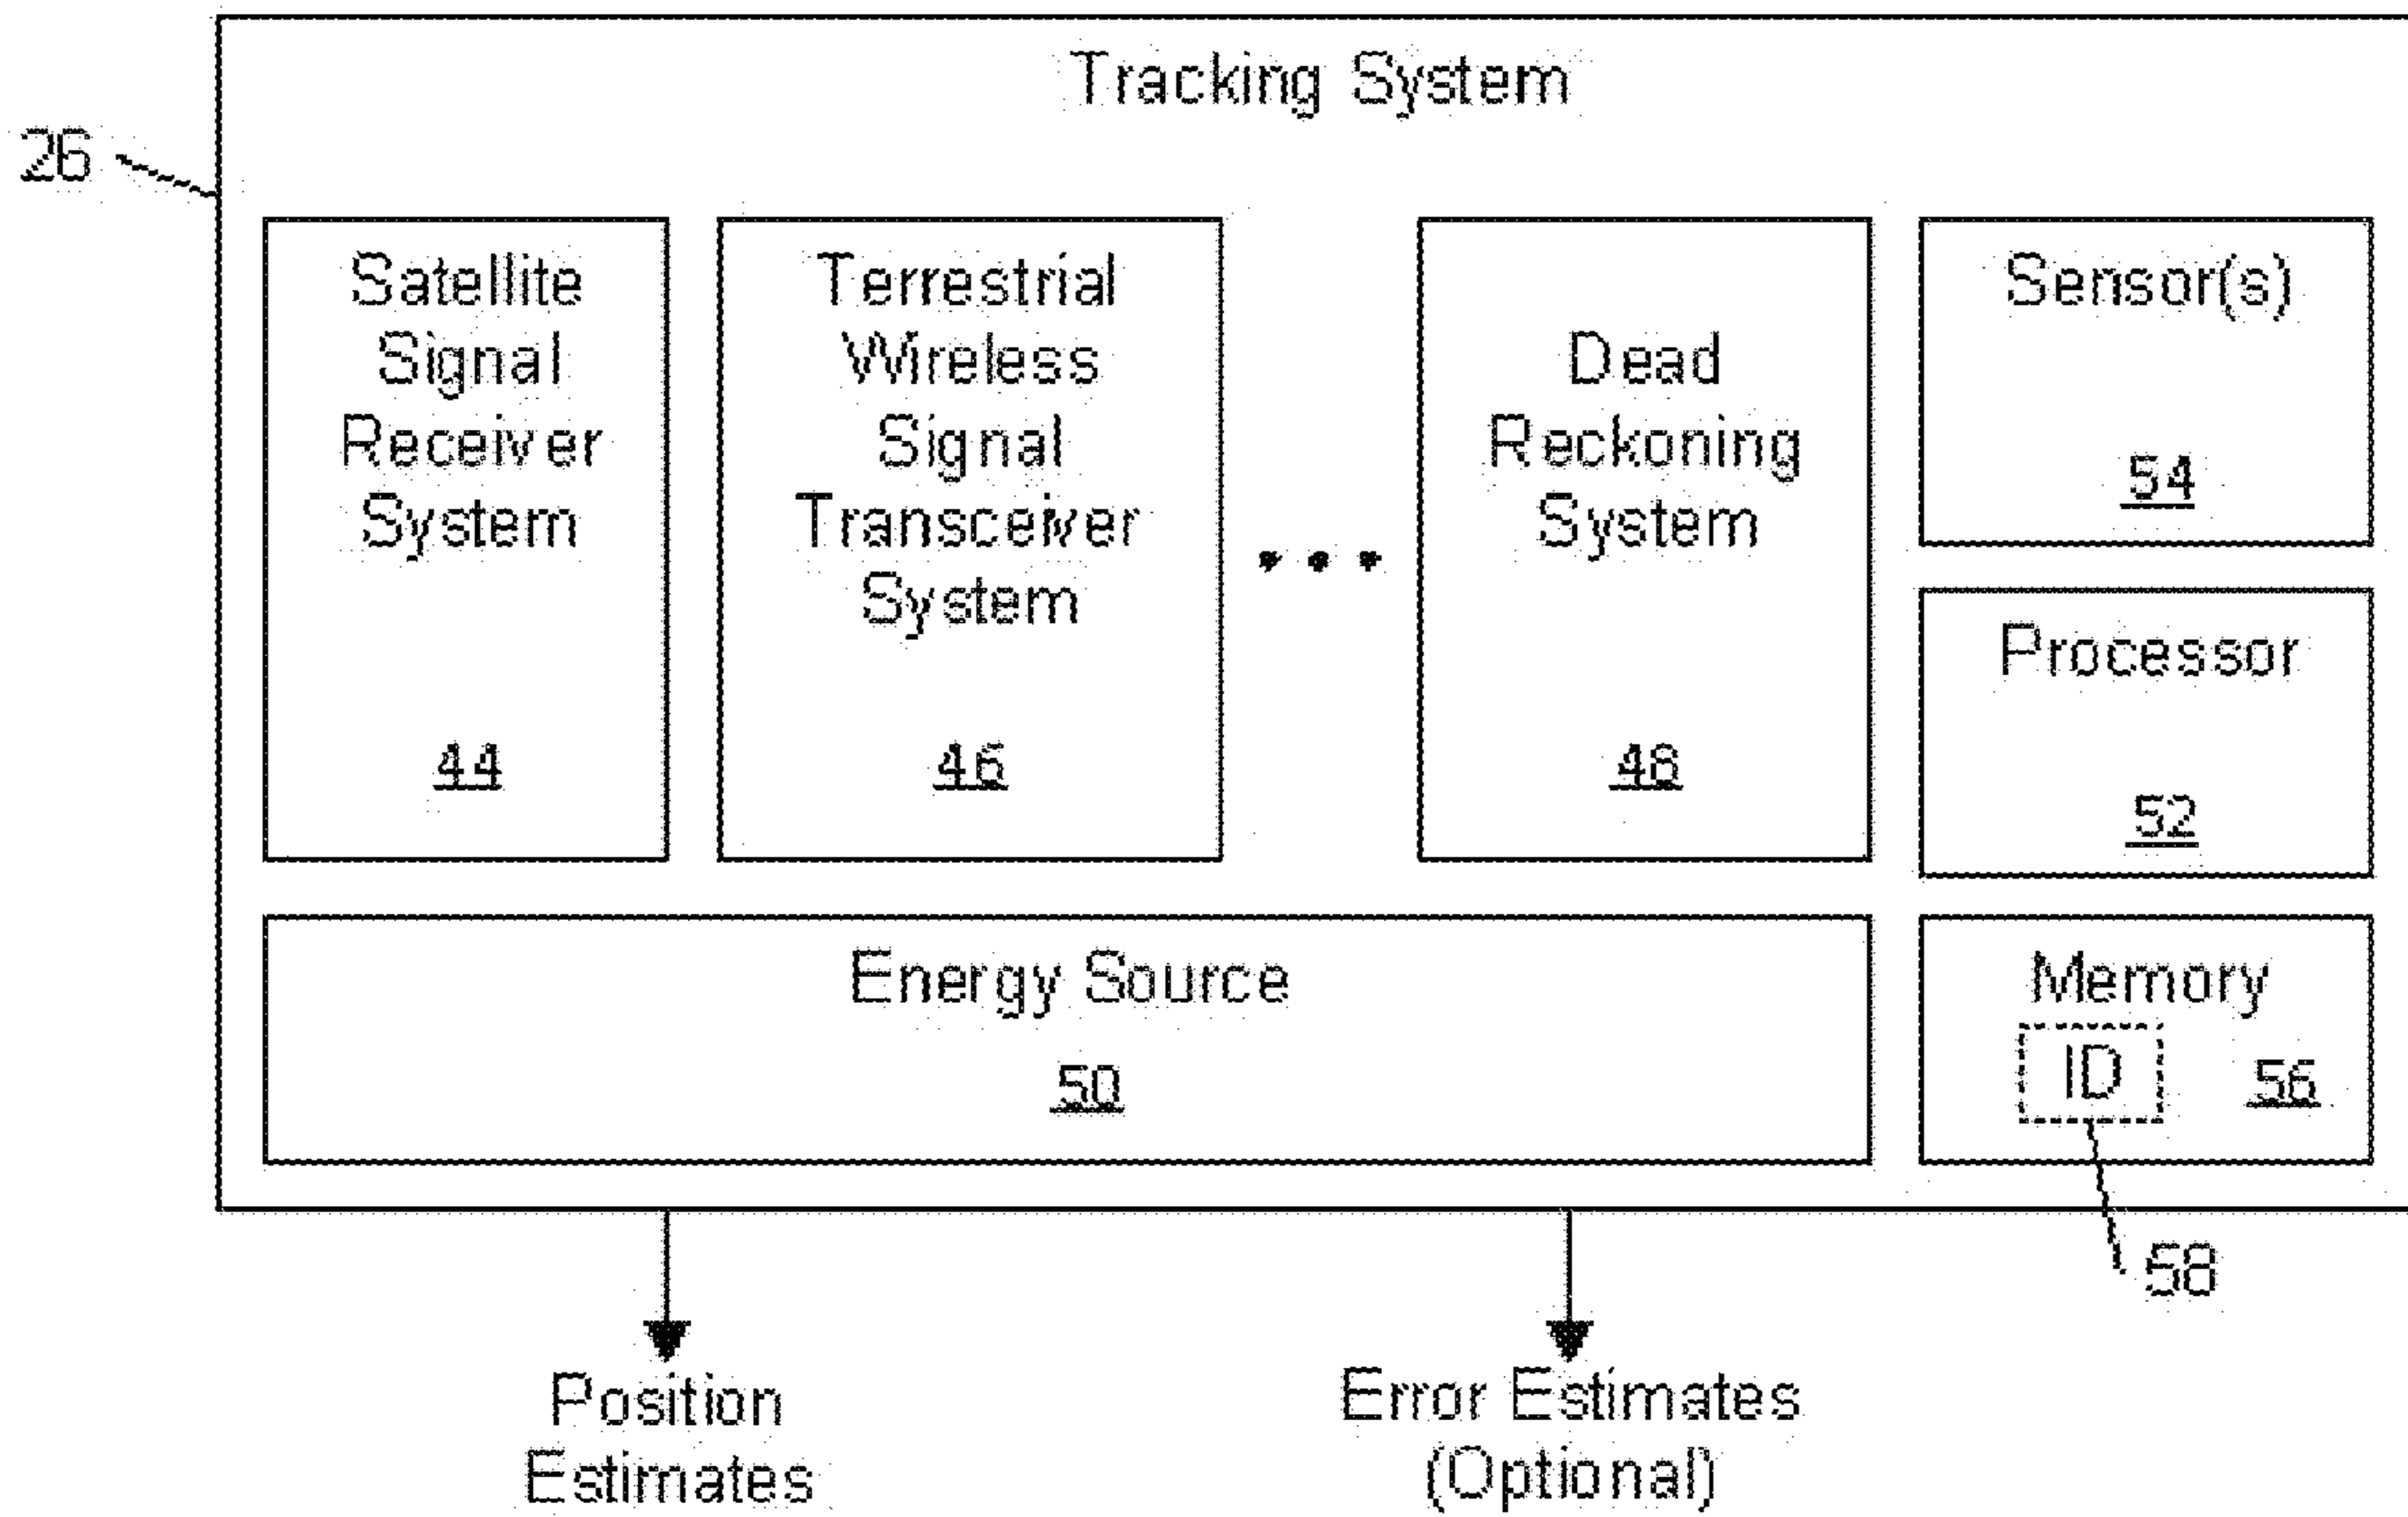 Tracking System
26
Satellite
Signal
Receiver
System
44
Terrestrial
Wireless
Signal
Transceiver
System
46
...
Dead
Reckoning
System
48
Sensor(s)
54
Processor
52
Energy Source
50
Memory
ID
56
58
Position
Estimates
Error Estimates
(Optional)